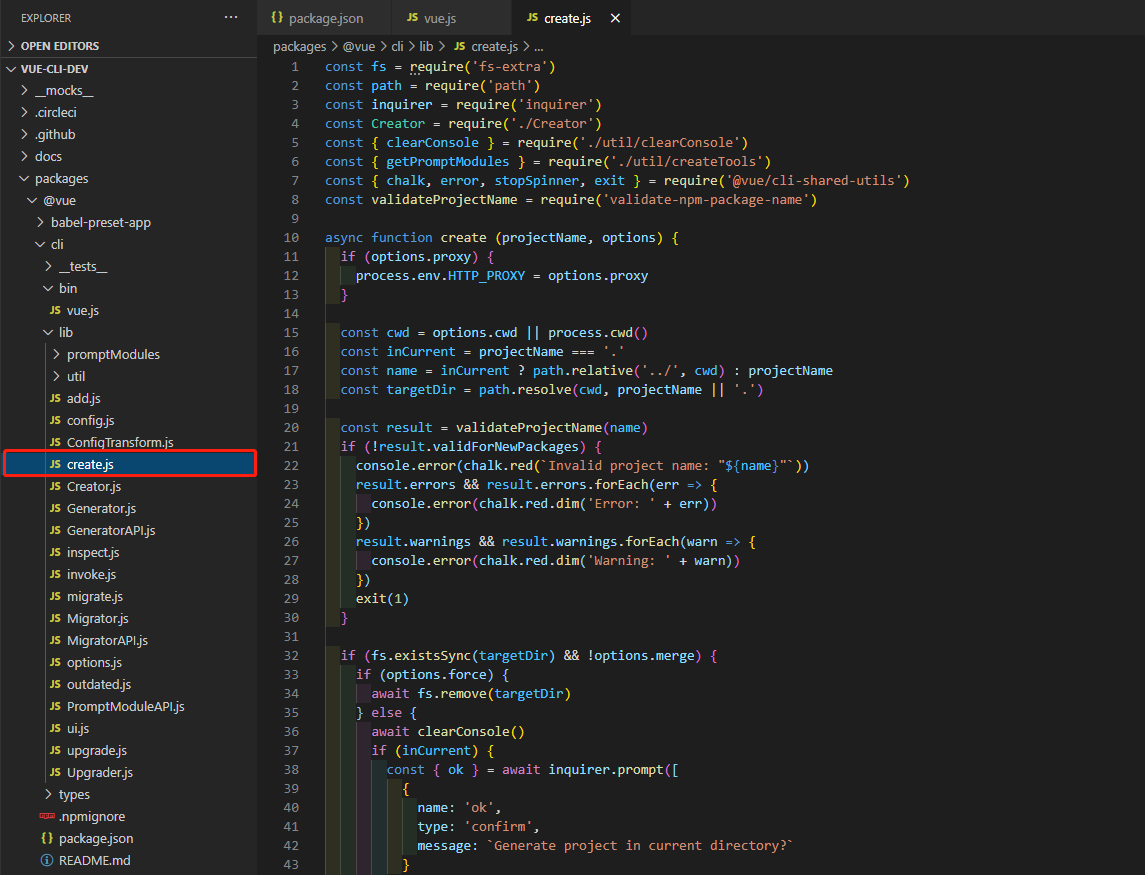 EXPLORER
OPEN EDITORS
VUE-CLI-DEV
__mocks__
.circleci
.github
docs
packages
@vue
babel-preset-app
cli
__tests__
bin
JS vue.js
lib
promptModules
util
JS add.js
JS config.js
JS ConfigTransform.js
JS create.js
JS Creator.js
JS Generator.js
JS GeneratorAPI.js
JS inspect.js
JS invoke.js
JS migrate.js
JS Migrator.js
JS MigratorAPI.js
JS options.js
JS outdated.js
JS PromptModuleAPI.js
JS ui.js
JS upgrade.js
JS Upgrader.js
types
.npmignore
{} package.json
README.md
{} package.json JS vue.js JS create.js
packages > @vue > cli > lib > JS create.js > ...
1 const fs = require('fs-extra')
2 const path = require('path')
3 const inquirer = require('inquirer')
4 const Creator = require('./Creator')
5 const { clearConsole } = require('./util/clearConsole')
6 const { getPromptModules } = require('./util/createTools')
7 const { chalk, error, stopSpinner, exit } = require('@vue/cli-shared-utils')
8 const validateProjectName = require('validate-npm-package-name')
9
10 async function create (projectName, options) {
11 if (options.proxy) {
12 process.env.HTTP_PROXY = options.proxy
13 }
14
15 const cwd = options.cwd || process.cwd()
16 const inCurrent = projectName === '.'
17 const name = inCurrent ? path.relative('../', cwd) : projectName
18 const targetDir = path.resolve(cwd, projectName || '.')
19
20 const result = validateProjectName(name)
21 if (!result.validForNewPackages) {
22 console.error(chalk.red(`Invalid project name: "${name}"`))
23 result.errors && result.errors.forEach(err => {
24 console.error(chalk.red.dim('Error: ' + err))
25 })
26 result.warnings && result.warnings.forEach(warn => {
27 console.error(chalk.red.dim('Warning: ' + warn))
28 })
29 exit(1)
30 }
31
32 if (fs.existsSync(targetDir) && !options.merge) {
33 if (options.force) {
34 await fs.remove(targetDir)
35 } else {
36 await clearConsole()
37 if (inCurrent) {
38 const { ok } = await inquirer.prompt([
39 {
40 name: 'ok',
41 type: 'confirm',
42 message: `Generate project in current directory?`
43 }